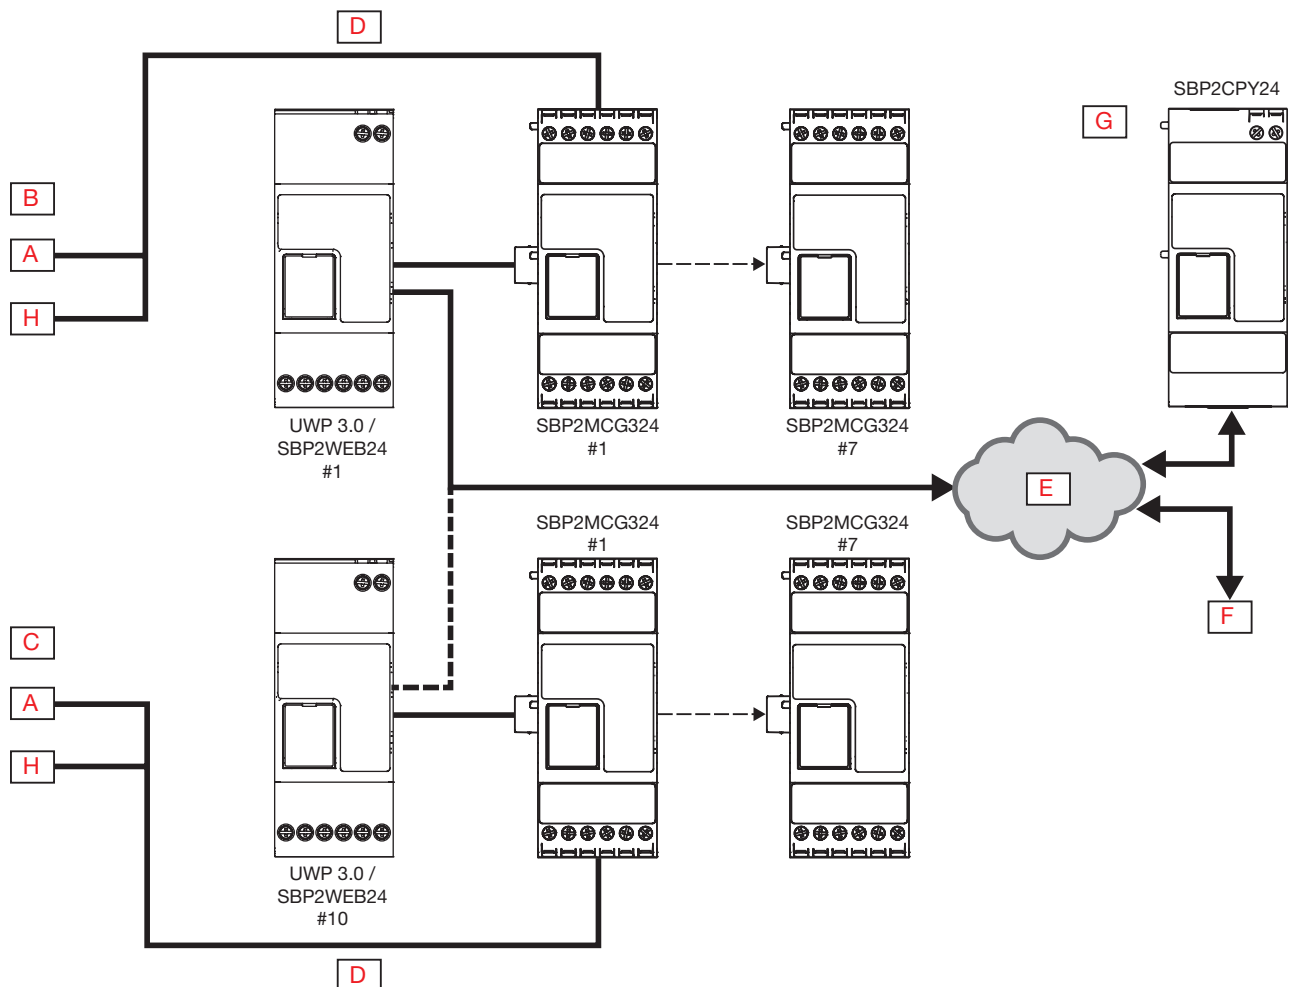 D
SBP2CPY24
G
B
A
H
UWP 3.0 /
SBP2WEB24
#1
SBP2MCG324
#1
SBP2MCG324
#7
E
SBP2MCG324
#1
SBP2MCG324
#7
F
C
A
H
UWP 3.0 /
SBP2WEB24
#10
D